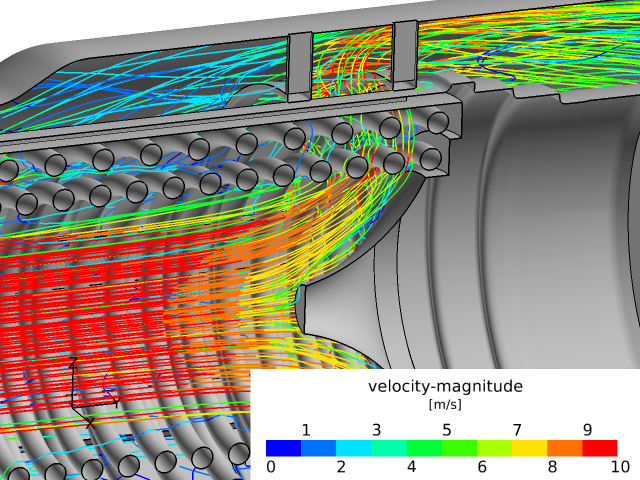 Z
Y
X
velocity-magnitude
[m/s]
1 3 5 7 9
0 2 4 6 8 10